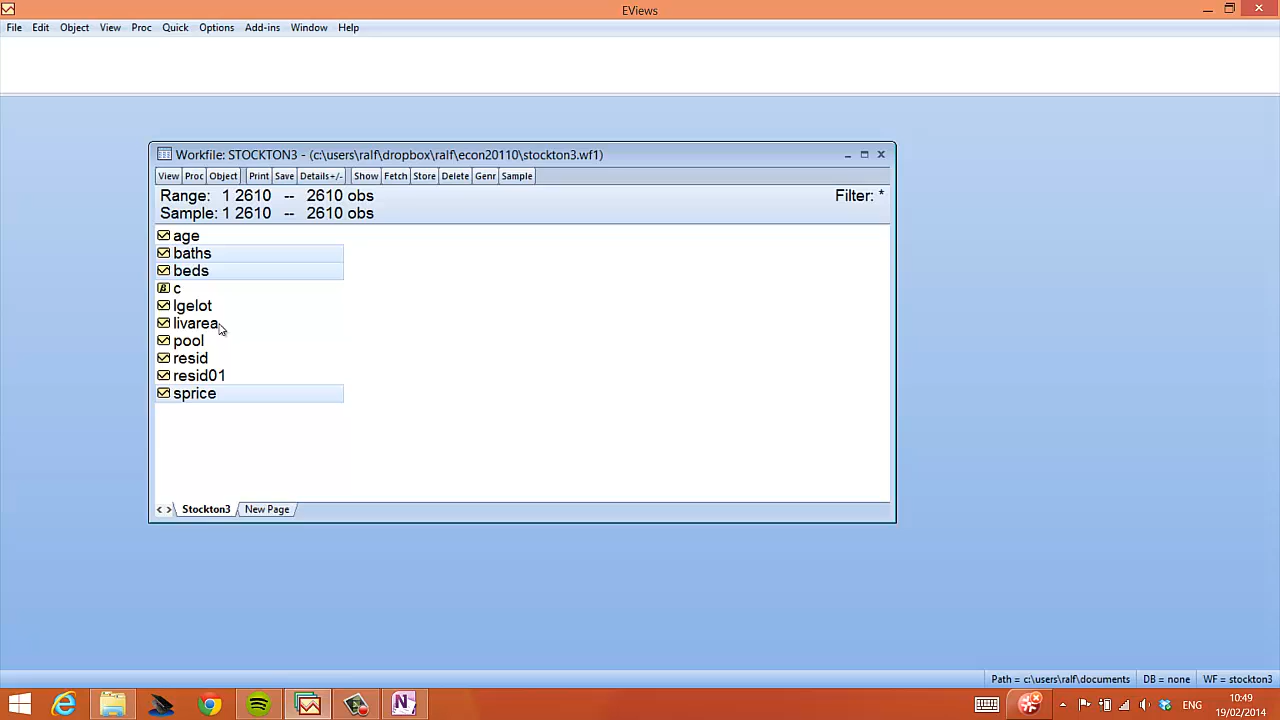 EViews
File Edit Object View Proc Quick Options Add-ins Window Help
Workfile: STOCKTON3 - (c:\users\ralf\dropbox\ralf\econ20110\stockton3.wf1)
View Proc Object Print Save Details+/- Show Fetch Store Delete Genr Sample
Range: 1 2610 -- 2610 obs Filter: *
Sample: 1 2610 -- 2610 obs
age
baths
beds
c
lgelot
livarea
pool
resid
resid01
sprice
Stockton3 New Page
Path = c:\users\ralf\documents DB = none WF = stockton3
ENG
10:49
19/02/2014